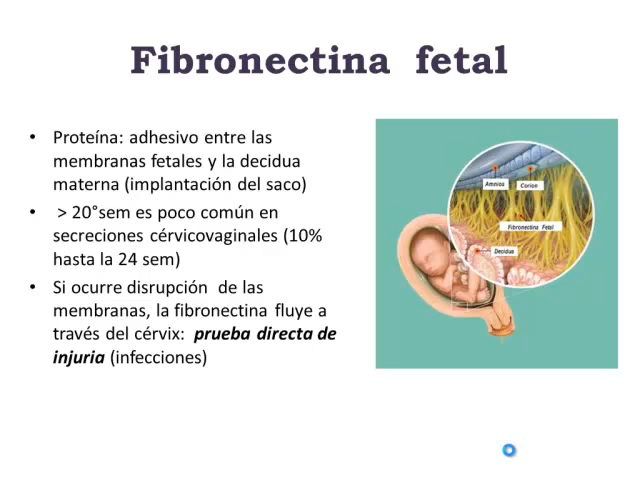 Fibronectina fetal
• Proteína: adhesivo entre las
membranas fetales y la decidua
materna (implantación del saco)
• > 20°sem es poco común en
secreciones cérvicovaginales (10%
hasta la 24 sem)
• Si ocurre disrupción de las
membranas, la fibronectina fluye a
través del cérvix: prueba directa de
injuria (infecciones)
Amnios
Corion
Fibronectina Fetal
Decidua